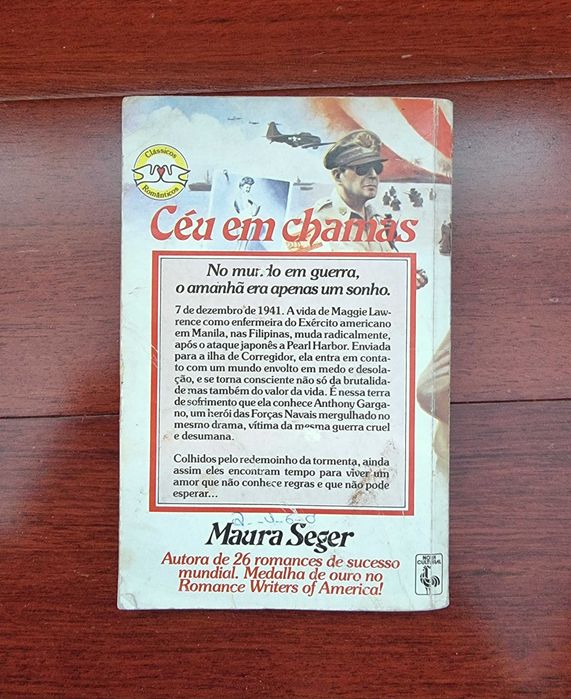 Clássicos
Românticos
Céu em chamas
No mundo em guerra,
o amanhã era apenas um sonho.
7 de dezembro de 1941. A vida de Maggie Law-
rence como enfermeira do Exército americano
em Manila, nas Filipinas, muda radicalmente,
após o ataque japonês a Pearl Harbor. Enviada
para a ilha de Corregidor, ela entra em conta-
to com um mundo envolto em medo e desola-
ção, e se torna consciente não só da brutalida-
de mas também do valor da vida. É nessa terra
de sofrimento que ela conhece Anthony Garga-
no, um herói das Forças Navais mergulhado no
mesmo drama, vítima da mesma guerra cruel
e desumana.
Colhidos pelo redemoinho da tormenta, ainda
assim eles encontram tempo para viver um
amor que não conhece regras e que não pode
esperar...
Maura Seger
Autora de 26 romances de sucesso
mundial. Medalha de ouro no
Romance Writers of America!
NOVA
CULTURAL